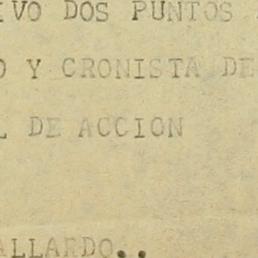 IVO DOS PUNTOS
O Y CRONISTA DE
L DE ACCION
ALLARDO..